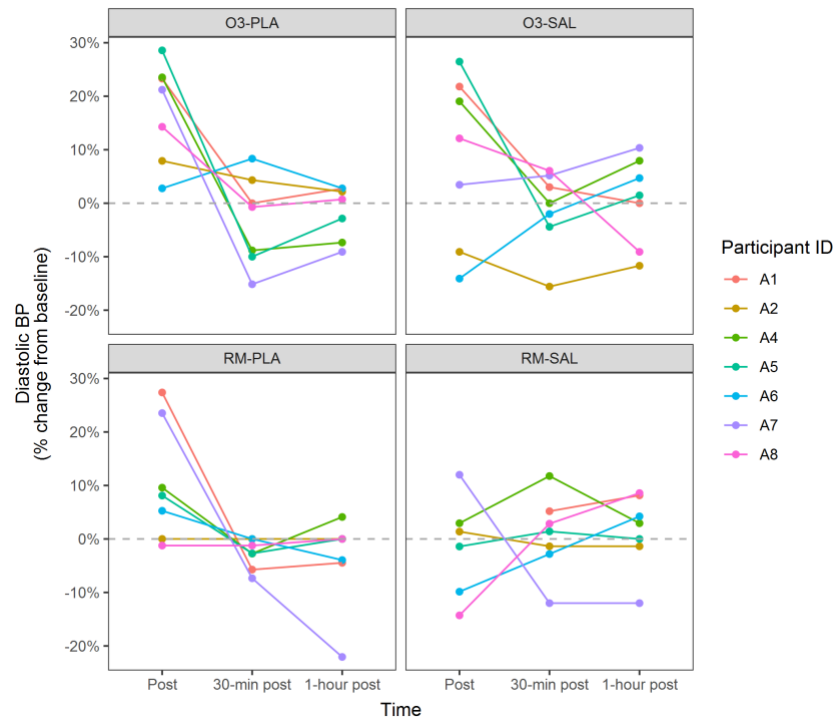 O3-PLA
O3-SAL
30%
20%
10%
0%
-10%
-20%
RM-PLA
RM-SAL
30%
20%
10%
0%
-10%
-20%
Diastolic BP
(% change from baseline)
Post
30-min post
1-hour post
Post
30-min post
1-hour post
Time
Participant ID
A1
A2
A4
A5
A6
A7
A8